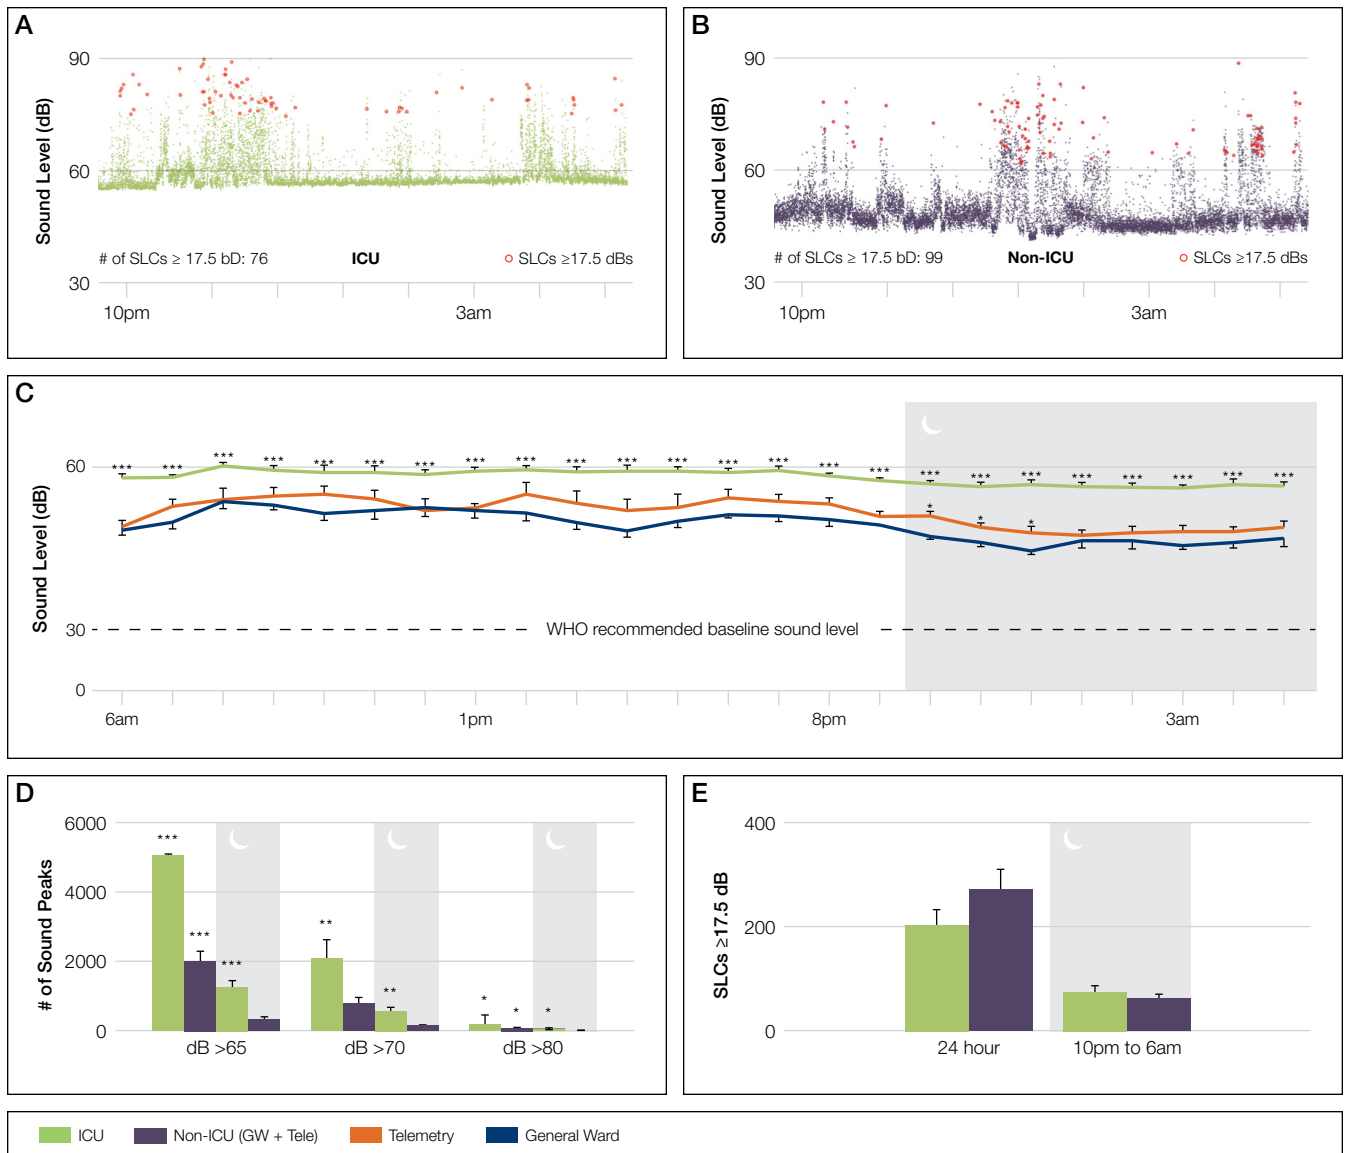 A
90
60
30
Sound Level (dB)
# of SLCs ≥ 17.5 bD: 76
ICU
SLCs ≥17.5 dBs
10pm
3am
B
90
60
30
Sound Level (dB)
# of SLCs ≥ 17.5 bD: 99
Non-ICU
SLCs ≥17.5 dBs
10pm
3am
C
60
30
0
Sound Level (dB)
*** *** *** *** *** *** *** *** *** *** *** *** *** *** *** *** *** *** *** *** *** *** *** ***
* * *
WHO recommended baseline sound level
6am
1pm
8pm
3am
D
6000
4000
2000
0
# of Sound Peaks
*** *** ***
** **
* * *
dB >65
dB >70
dB >80
E
400
200
0
SLCs ≥17.5 dB
24 hour
10pm to 6am
ICU
Non-ICU (GW + Tele)
Telemetry
General Ward